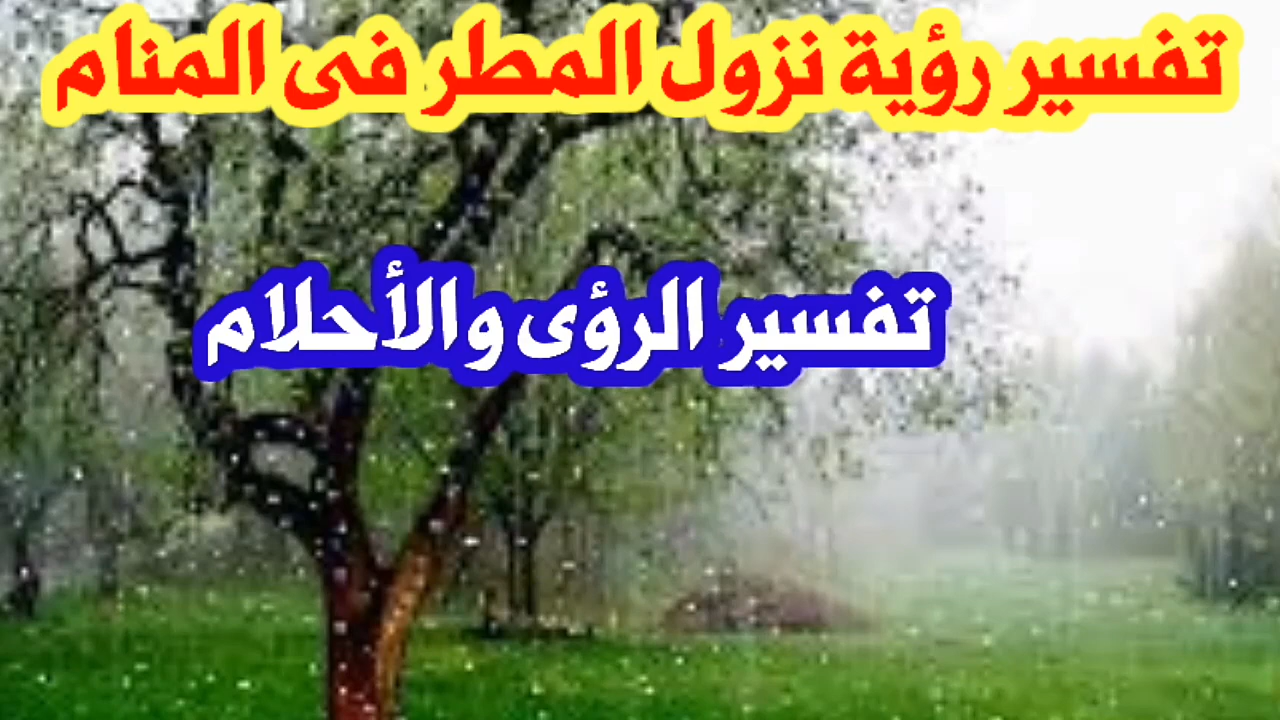 تفسير رؤية نزول المطر فى المنام
تفسير الرؤى والأحلام